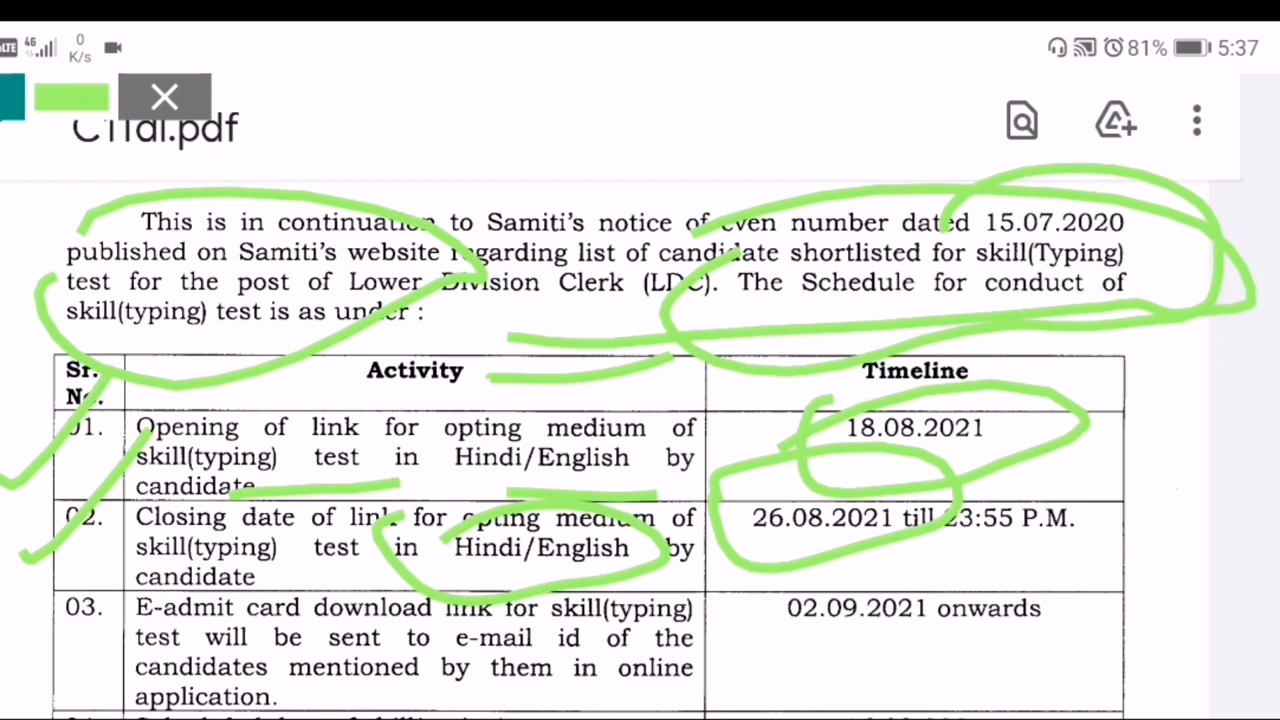 LTE 4G 0 K/s 81% 5:37
This is in continuation to Samiti's notice of even number dated 15.07.2020
published on Samiti's website regarding list of candidate shortlisted for skill(Typing)
test for the post of Lower Division Clerk (LDC). The Schedule for conduct of
skill(typing) test is as under :
Sr. No. Activity Timeline
01. Opening of link for opting medium of
skill(typing) test in Hindi/English by
candidate
18.08.2021
02. Closing date of link for opting medium of
skill(typing) test in Hindi/English by
candidate
26.08.2021 till 23:55 P.M.
03. E-admit card download link for skill(typing)
test will be sent to e-mail id of the
candidates mentioned by them in online
application.
02.09.2021 onwards